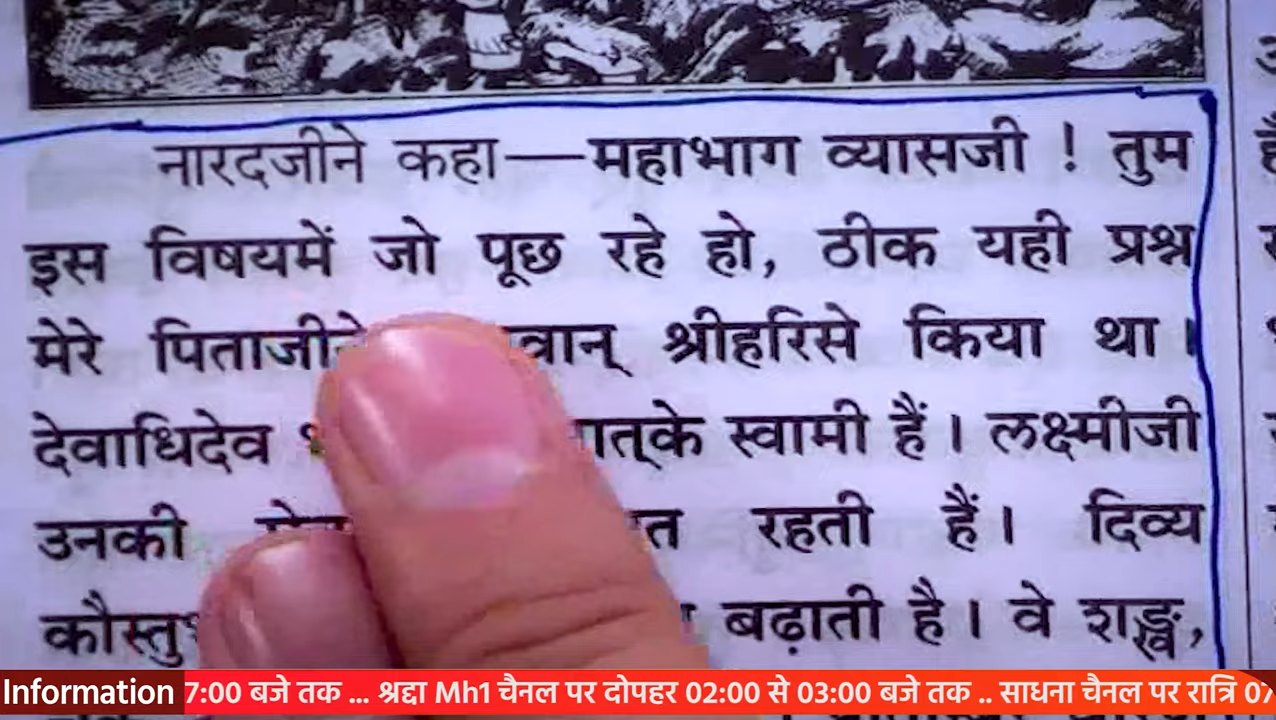 नारदजीने कहा—महाभाग व्यासजी ! तुम
इस विषयमें जो पूछ रहे हो, ठीक यही प्रश्न
मेरे पिताजीने श्रीहरिसे किया था।
देवाधिदेव स्वामी हैं। लक्ष्मीजी
उनकी रहती हैं। दिव्य
बढ़ाती है। वे शङ्ख,
Information 7:00 बजे तक ... श्रद्दा Mh1 चैनल पर दोपहर 02:00 से 03:00 बजे तक .. साधना चैनल पर रात्रि 07